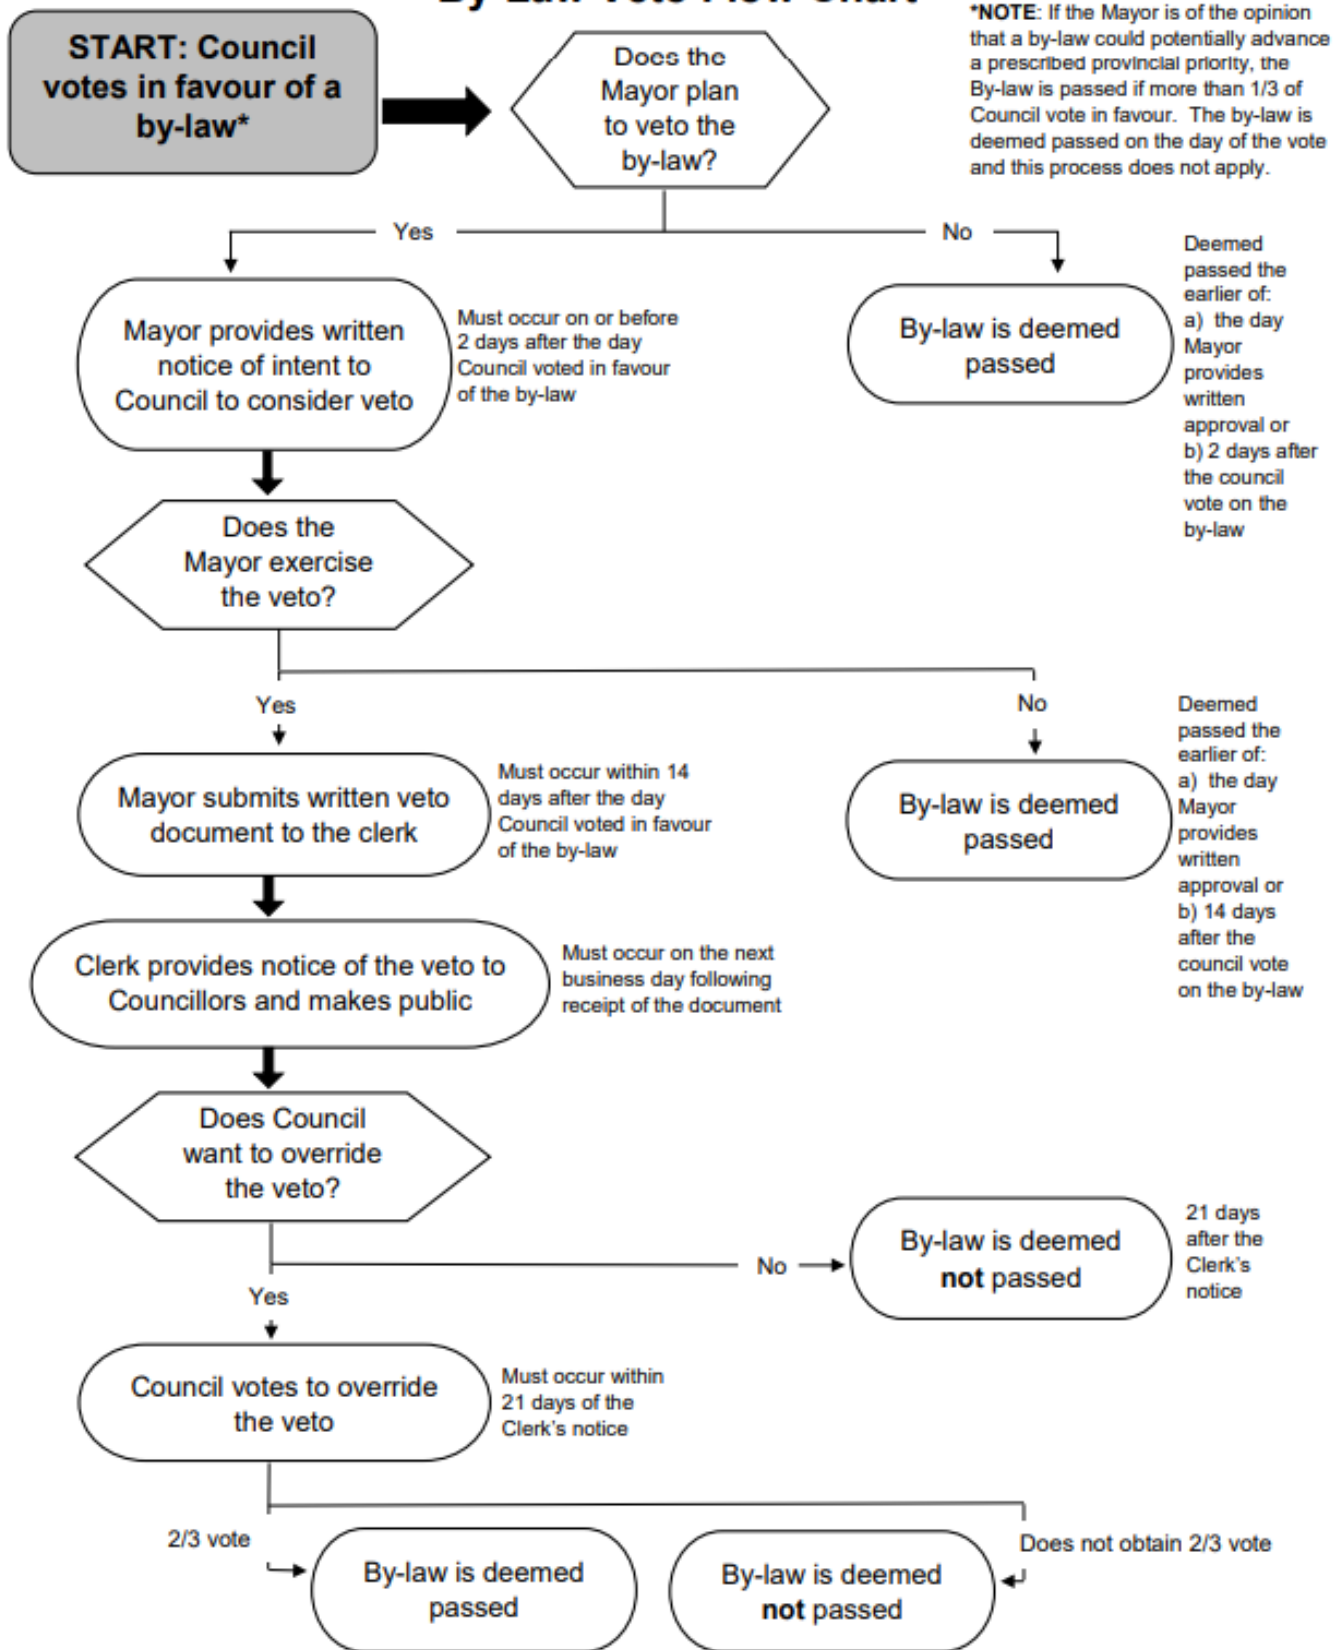 By-Law Veto Flow Chart
*NOTE: If the Mayor is of the opinion
that a by-law could potentially advance
a prescribed provincial priority, the
By-law is passed if more than 1/3 of
Council vote in favour. The by-law is
deemed passed on the day of the vote
and this process does not apply.
START: Council
votes in favour of a
by-law*
Does the
Mayor plan
to veto the
by-law?
Yes
No
Mayor provides written
notice of intent to
Council to consider veto
Must occur on or before
2 days after the day
Council voted in favour
of the by-law
By-law is deemed
passed
Deemed
passed the
earlier of:
a) the day
Mayor
provides
written
approval or
b) 2 days after
the council
vote on the
by-law
Does the
Mayor exercise
the veto?
Yes
No
Mayor submits written veto
document to the clerk
Must occur within 14
days after the day
Council voted in favour
of the by-law
By-law is deemed
passed
Deemed
passed the
earlier of:
a) the day
Mayor
provides
written
approval or
b) 14 days
after the
council vote
on the by-law
Clerk provides notice of the veto to
Councillors and makes public
Must occur on the next
business day following
receipt of the document
Does Council
want to override
the veto?
No
By-law is deemed
not passed
21 days
after the
Clerk's
notice
Yes
Council votes to override
the veto
Must occur within
21 days of the
Clerk's notice
2/3 vote
By-law is deemed
passed
By-law is deemed
not passed
Does not obtain 2/3 vote